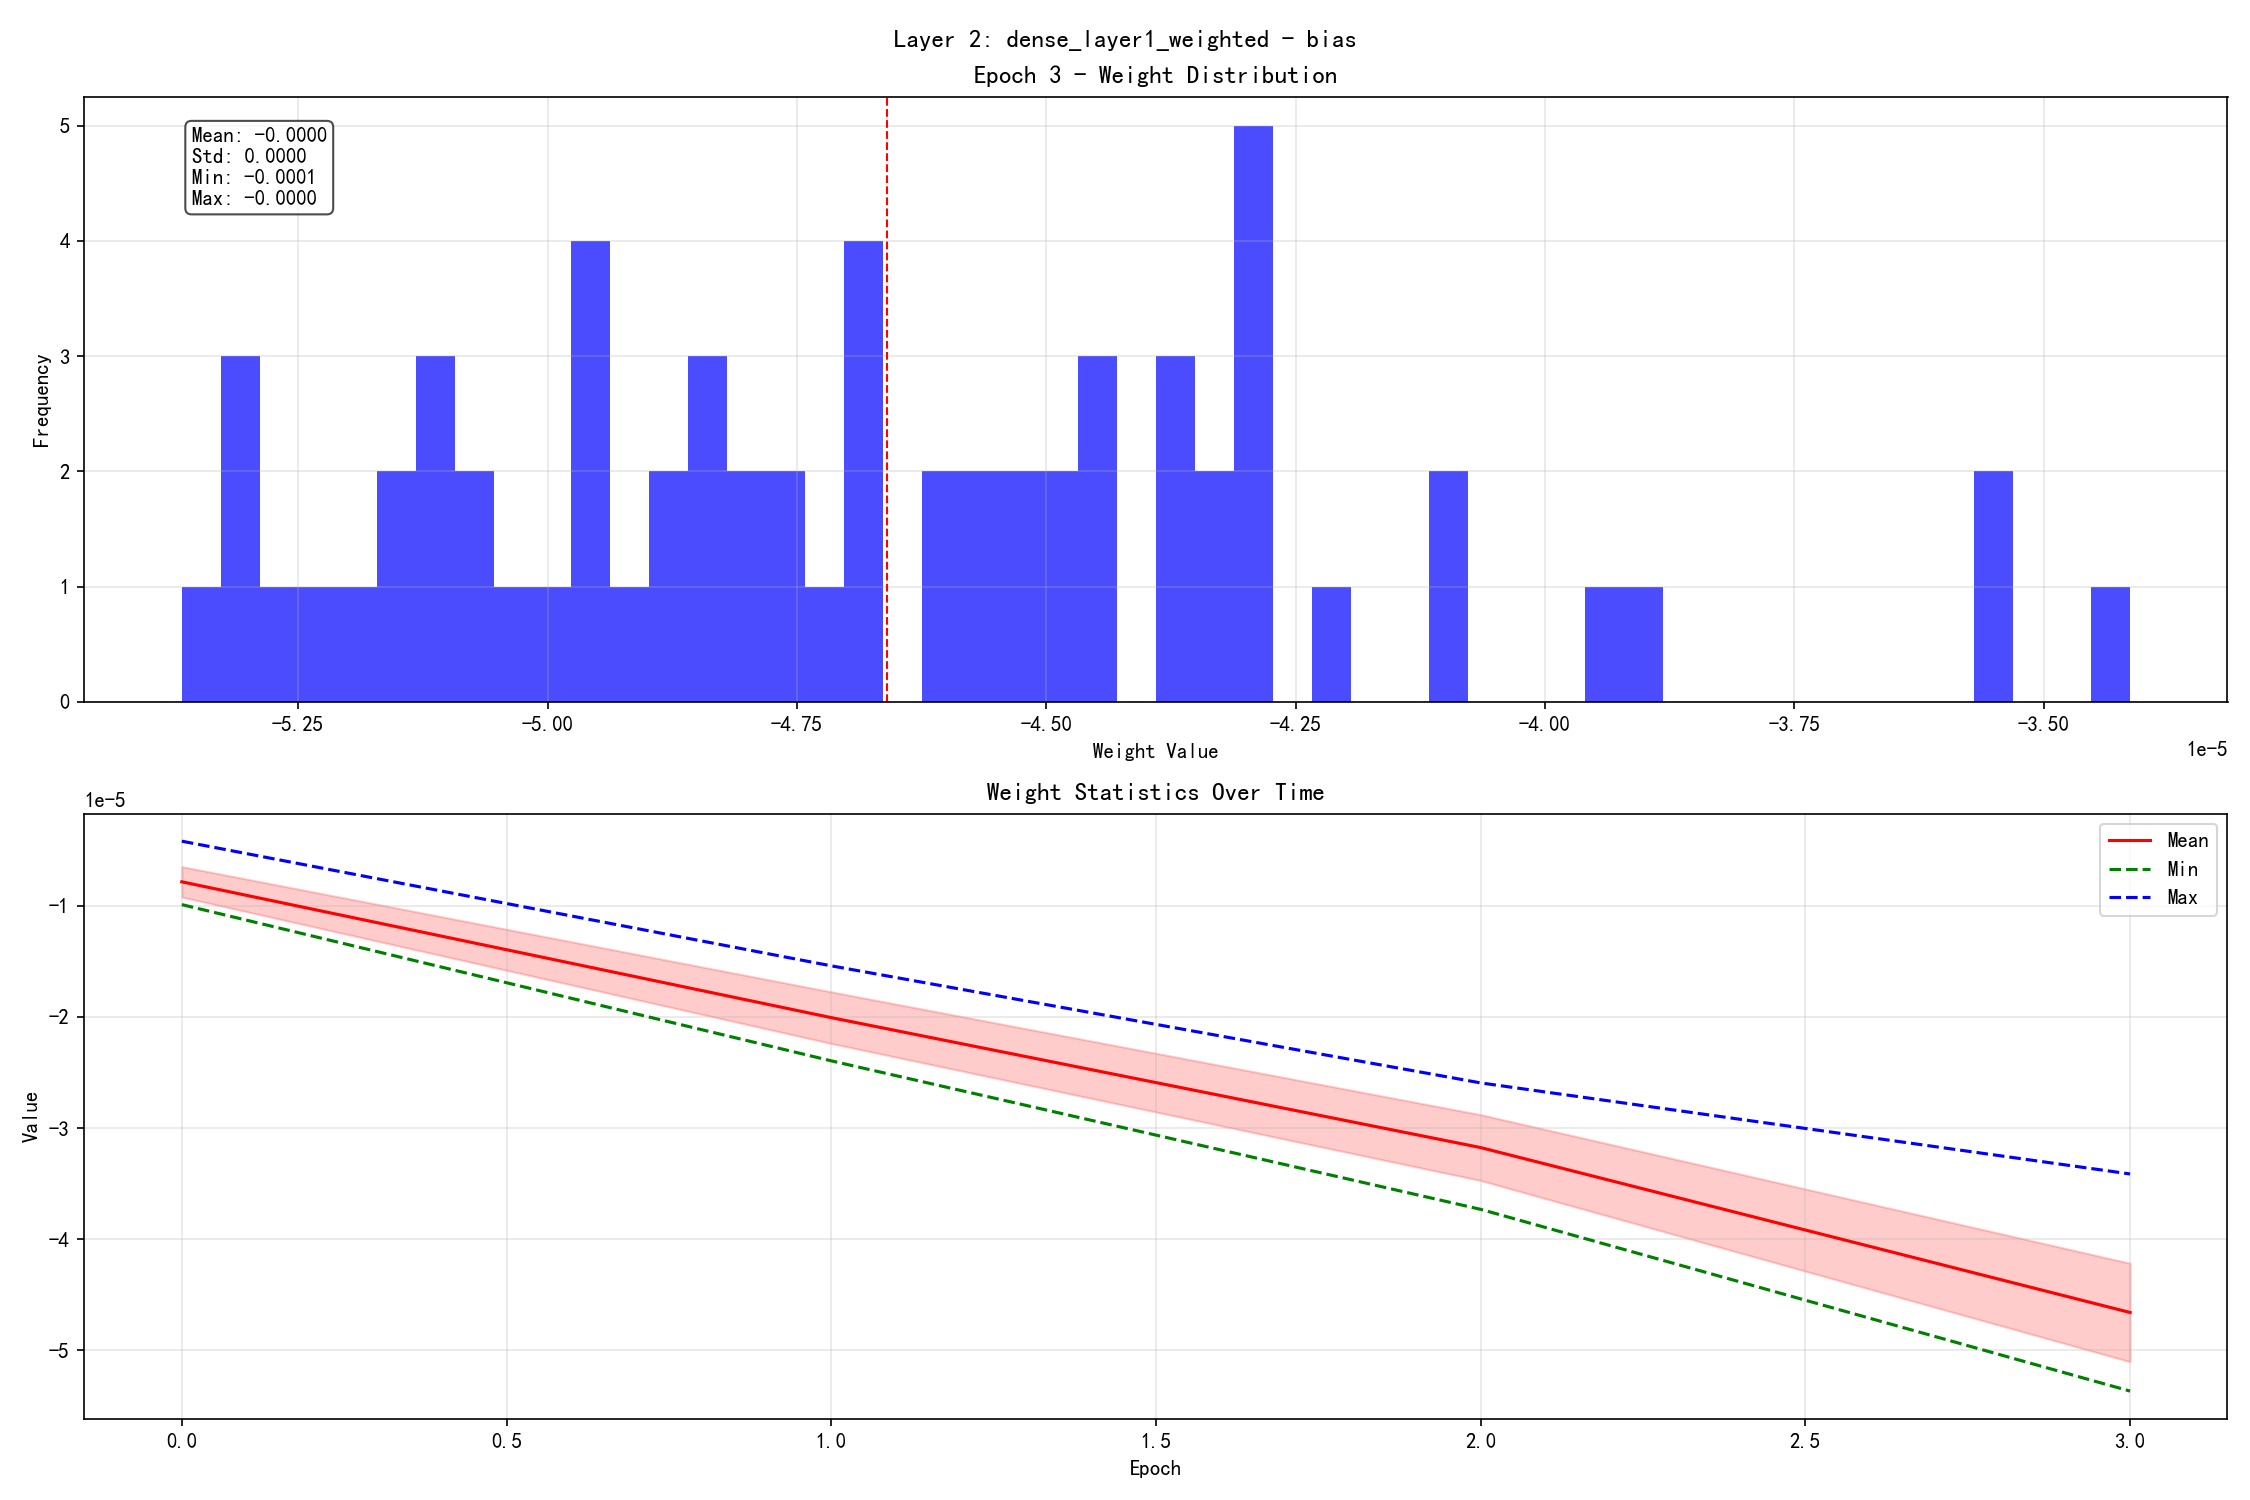 Layer 2: dense_layer1_weighted - bias
Epoch 3 - Weight Distribution
Mean: -0.0000
Std: 0.0000
Min: -0.0001
Max: -0.0000
5
4
3
2
1
0
Frequency
-5.25 -5.00 -4.75 -4.50 -4.25 -4.00 -3.75 -3.50
1e-5
Weight Value
Weight Statistics Over Time
1e-5
Mean
Min
Max
-1
-2
-3
-4
-5
Value
0.0 0.5 1.0 1.5 2.0 2.5 3.0
Epoch